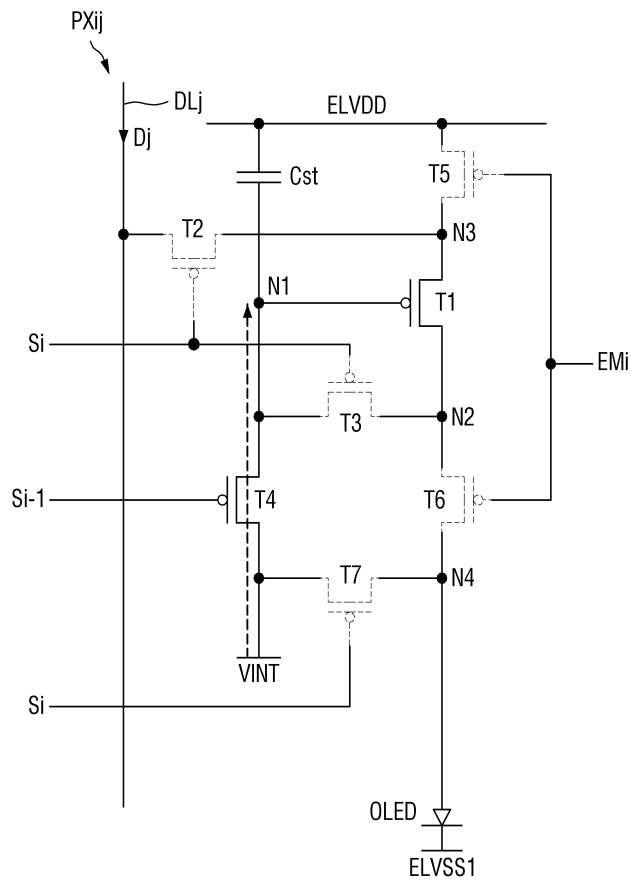 PXij
DLj
ELVDD
Dj
Cst
T5
T2
N3
N1
T1
Si
EMi
T3
N2
Si-1
T4
T6
T7
N4
VINT
Si
OLED
ELVSS1